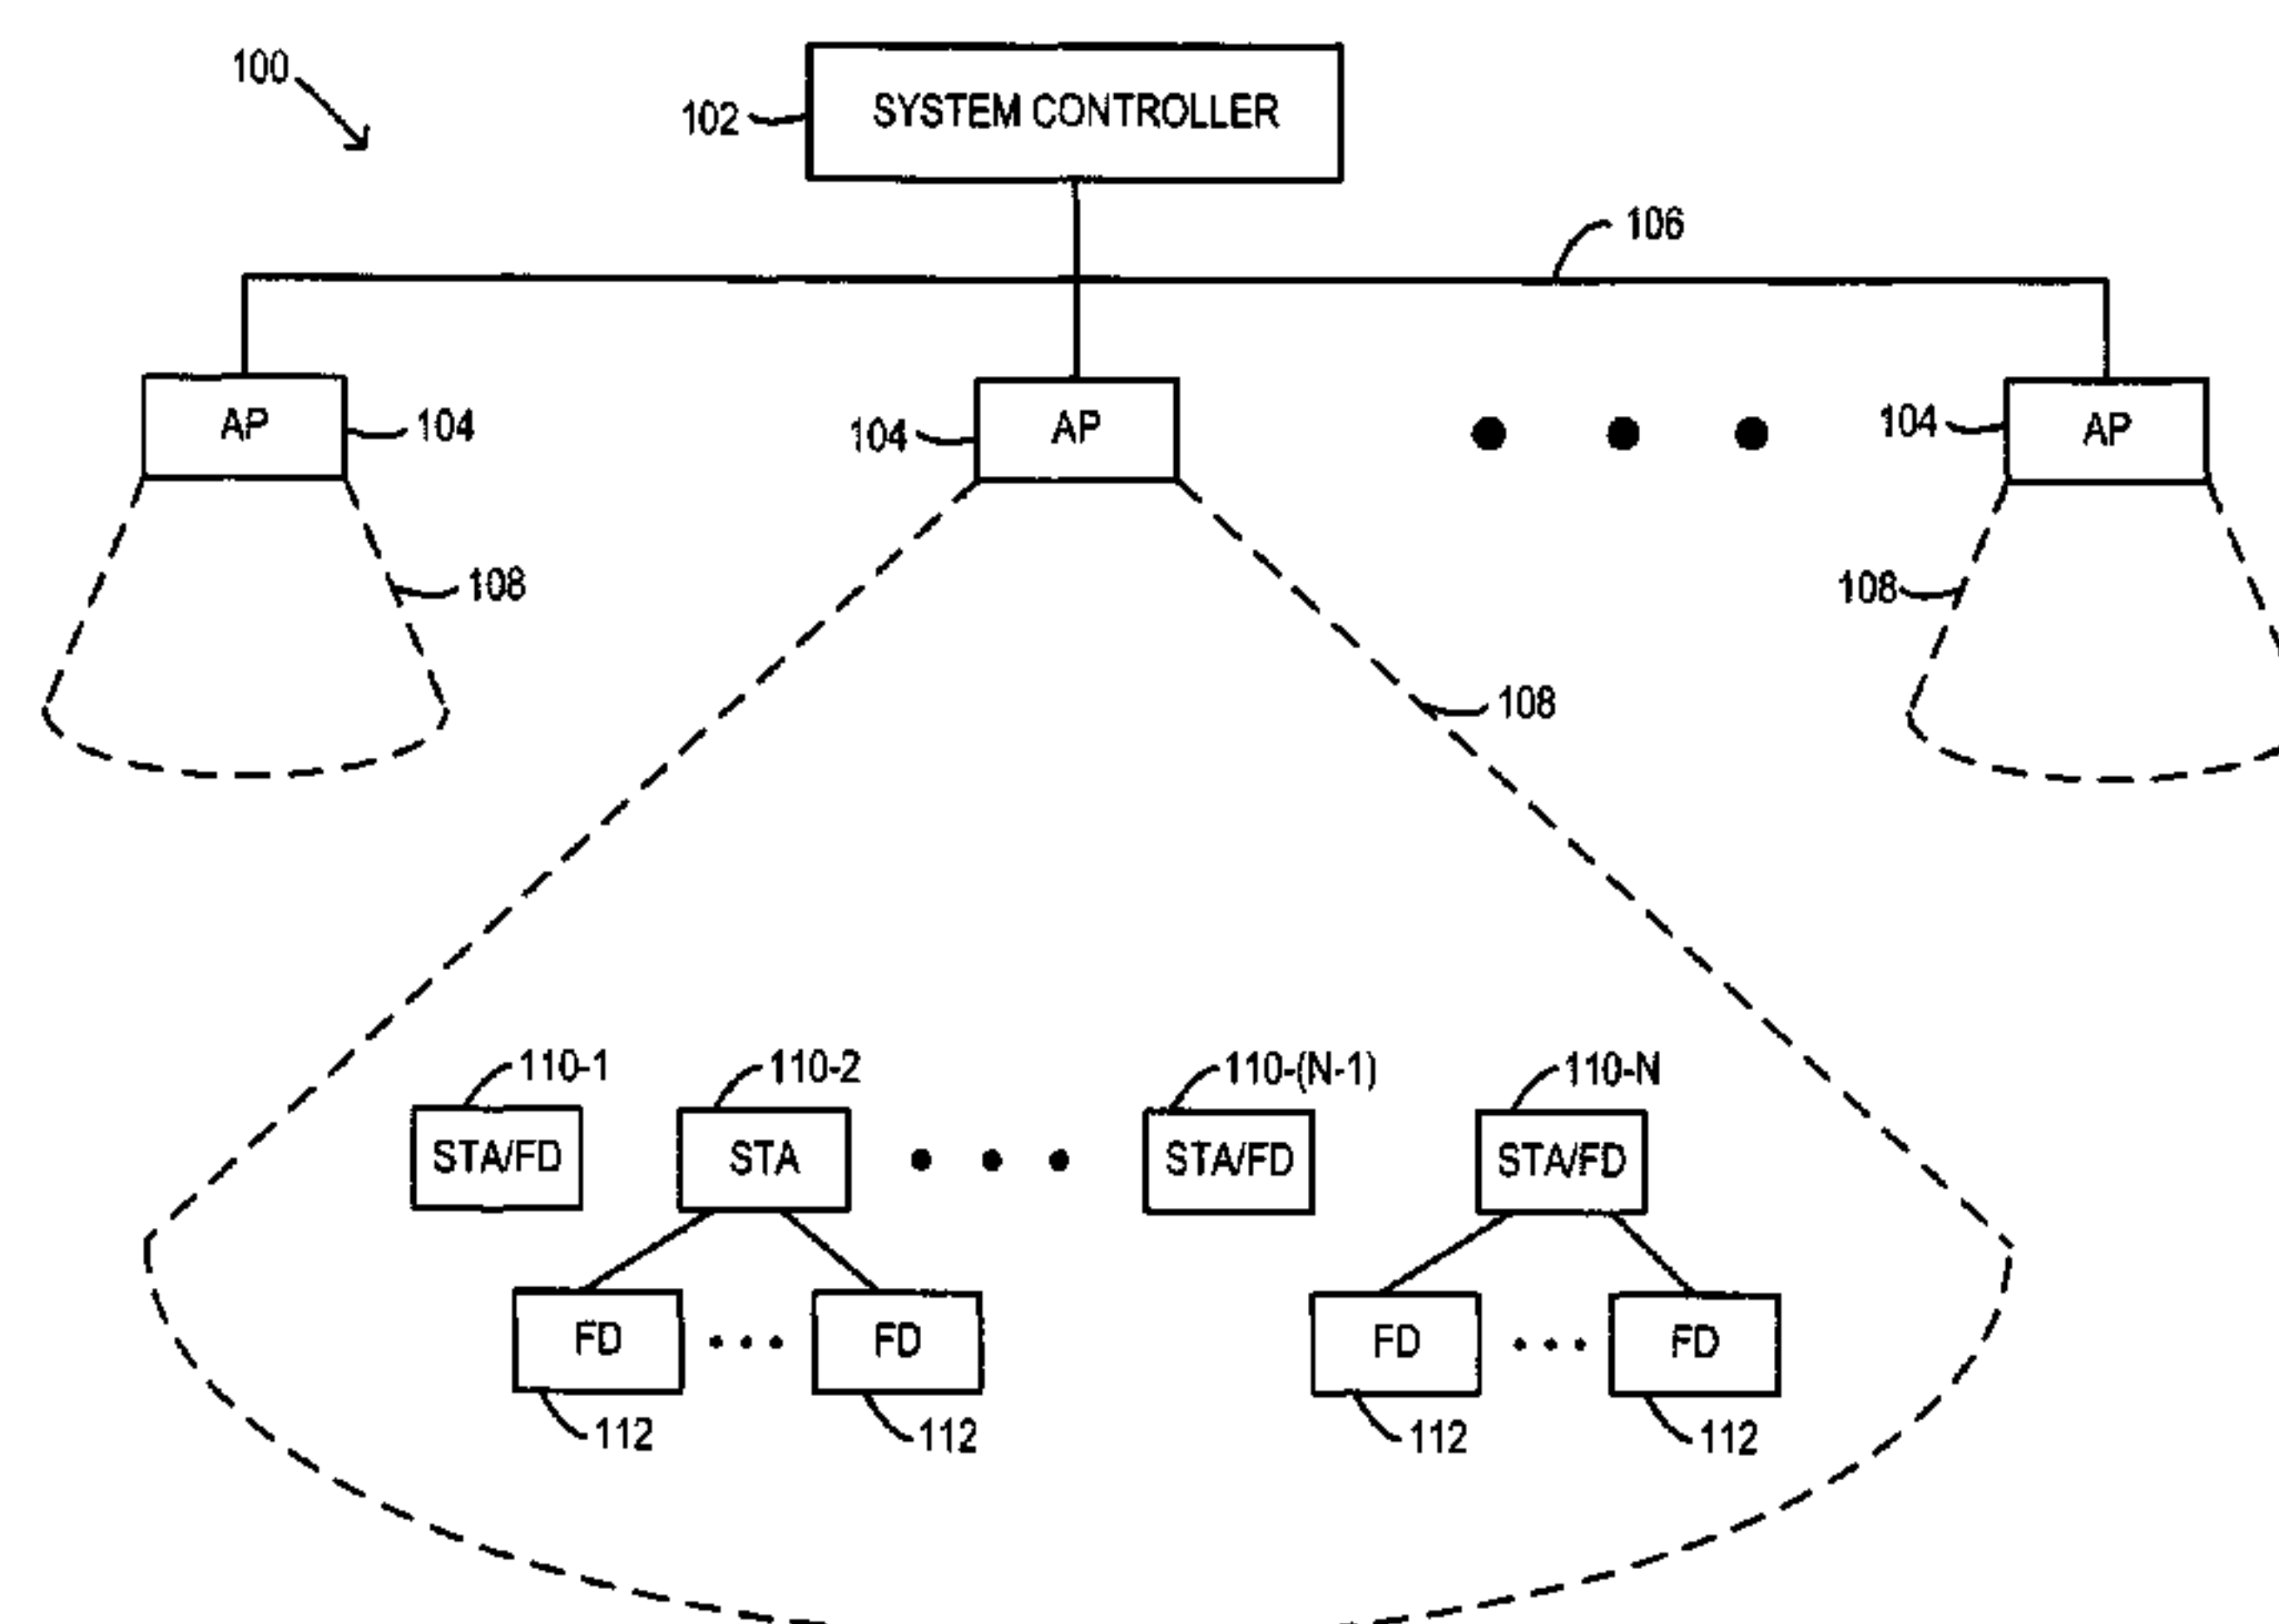 100
102
SYSTEM CONTROLLER
106
AP
104
104
AP
104
AP
108
108
108
110-1
110-2
110-(N-1)
110-N
STA/FD
STA
STA/FD
STA/FD
FD
FD
FD
FD
112
112
112
112